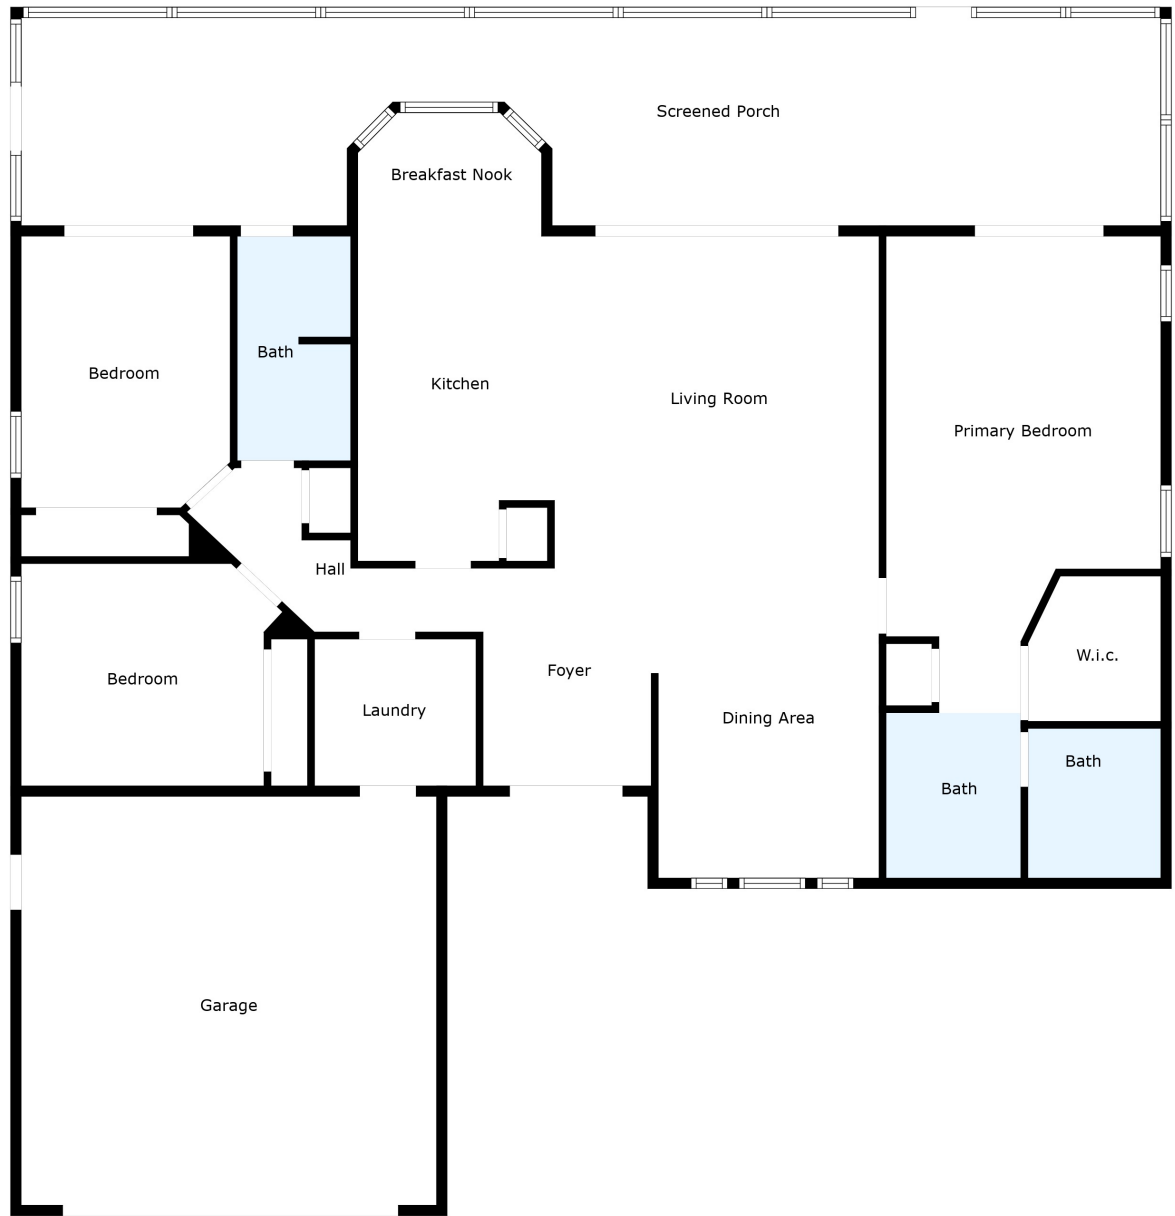 Screened Porch
Breakfast Nook
Bath
Bedroom
Kitchen
Living Room
Primary Bedroom
Hall
W.i.c.
Foyer
Bedroom
Laundry
Dining Area
Bath
Bath
Garage